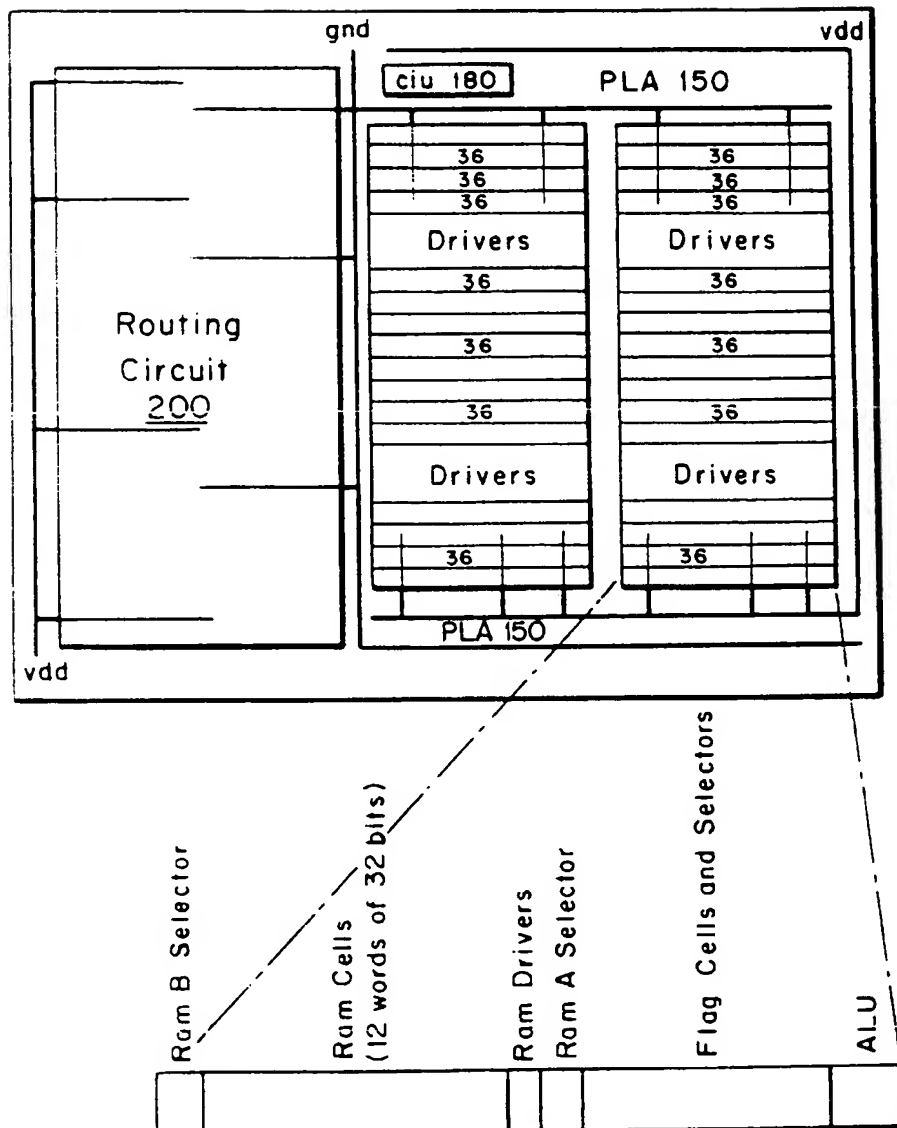 gnd
vdd
ciu 180
PLA 150
36
36
36
36
36
36
Drivers
Drivers
36
36
Routing
Circuit
200
36
36
36
36
Drivers
Drivers
36
36
PLA 150
vdd
Ram B Selector
Ram Cells
(12 words of 32 bits)
Ram Drivers
Ram A Selector
Flag Cells and Selectors
ALU